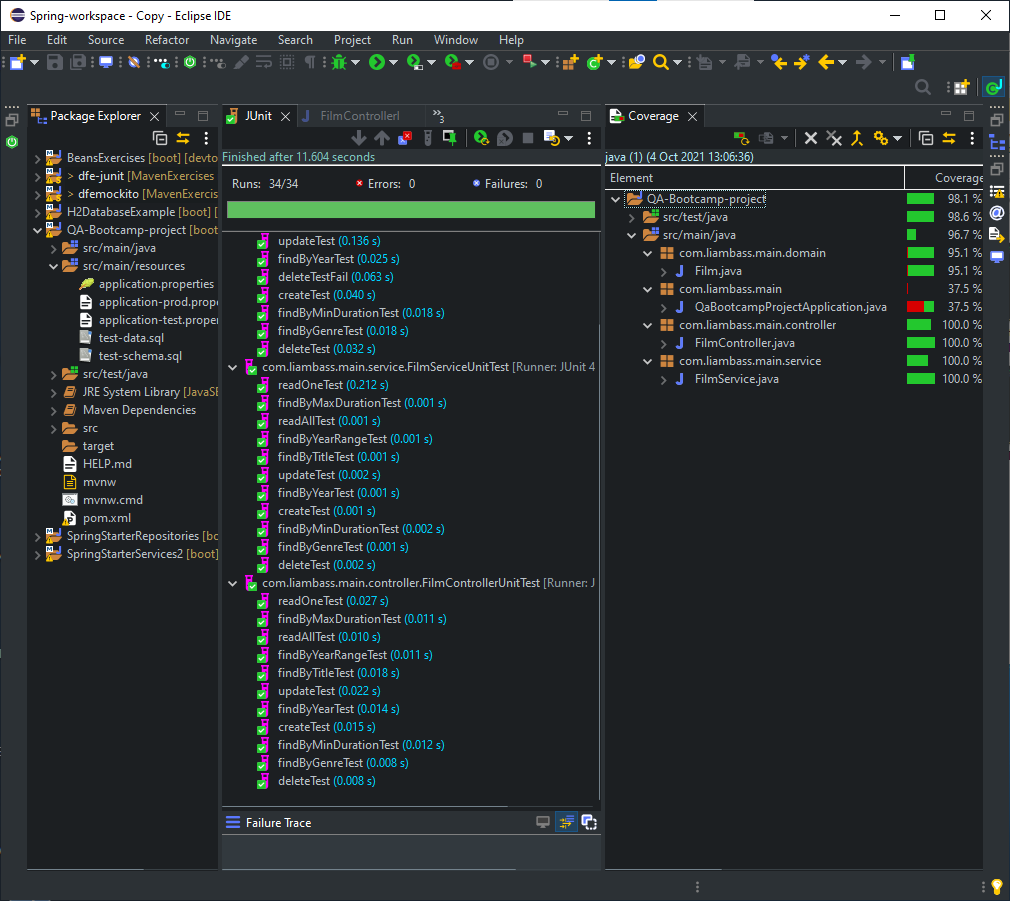 Spring-workspace - Copy - Eclipse IDE
File Edit Source Refactor Navigate Search Project Run Window Help
Package Explorer
BeansExercises [boot] [devto
> dfe-junit [MavenExercises
> dfemockito [MavenExercis
H2DatabaseExample [boot] [
QA-Bootcamp-project [boot
src/main/java
src/main/resources
application.properties
application-prod.prope
application-test.proper
test-data.sql
test-schema.sql
src/test/java
JRE System Library [JavaSE
Maven Dependencies
src
target
HELP.md
mvnw
mvnw.cmd
pom.xml
SpringStarterRepositories [bo
SpringStarterServices2 [boot]
JUnit
FilmControllerI
»3
Finished after 11.604 seconds
Runs: 34/34 Errors: 0 Failures: 0
updateTest (0.136 s)
findByYearTest (0.025 s)
deleteTestFail (0.063 s)
createTest (0.040 s)
findByMinDurationTest (0.018 s)
findByGenreTest (0.018 s)
deleteTest (0.032 s)
com.liambass.main.service.FilmServiceUnitTest [Runner: JUnit 4
readOneTest (0.212 s)
findByMaxDurationTest (0.001 s)
readAllTest (0.001 s)
findByYearRangeTest (0.001 s)
findByTitleTest (0.001 s)
updateTest (0.002 s)
findByYearTest (0.001 s)
createTest (0.001 s)
findByMinDurationTest (0.002 s)
findByGenreTest (0.001 s)
deleteTest (0.002 s)
com.liambass.main.controller.FilmControllerUnitTest [Runner: J
readOneTest (0.027 s)
findByMaxDurationTest (0.011 s)
readAllTest (0.010 s)
findByYearRangeTest (0.011 s)
findByTitleTest (0.018 s)
updateTest (0.022 s)
findByYearTest (0.014 s)
createTest (0.015 s)
findByMinDurationTest (0.012 s)
findByGenreTest (0.008 s)
deleteTest (0.008 s)
Failure Trace
Coverage
java (1) (4 Oct 2021 13:06:36)
Element Coverage
QA-Bootcamp-project 98.1 %
src/test/java 98.6 %
src/main/java 96.7 %
com.liambass.main.domain 95.1 %
Film.java 95.1 %
com.liambass.main 37.5 %
QaBootcampProjectApplication.java 37.5 %
com.liambass.main.controller 100.0 %
FilmController.java 100.0 %
com.liambass.main.service 100.0 %
FilmService.java 100.0 %